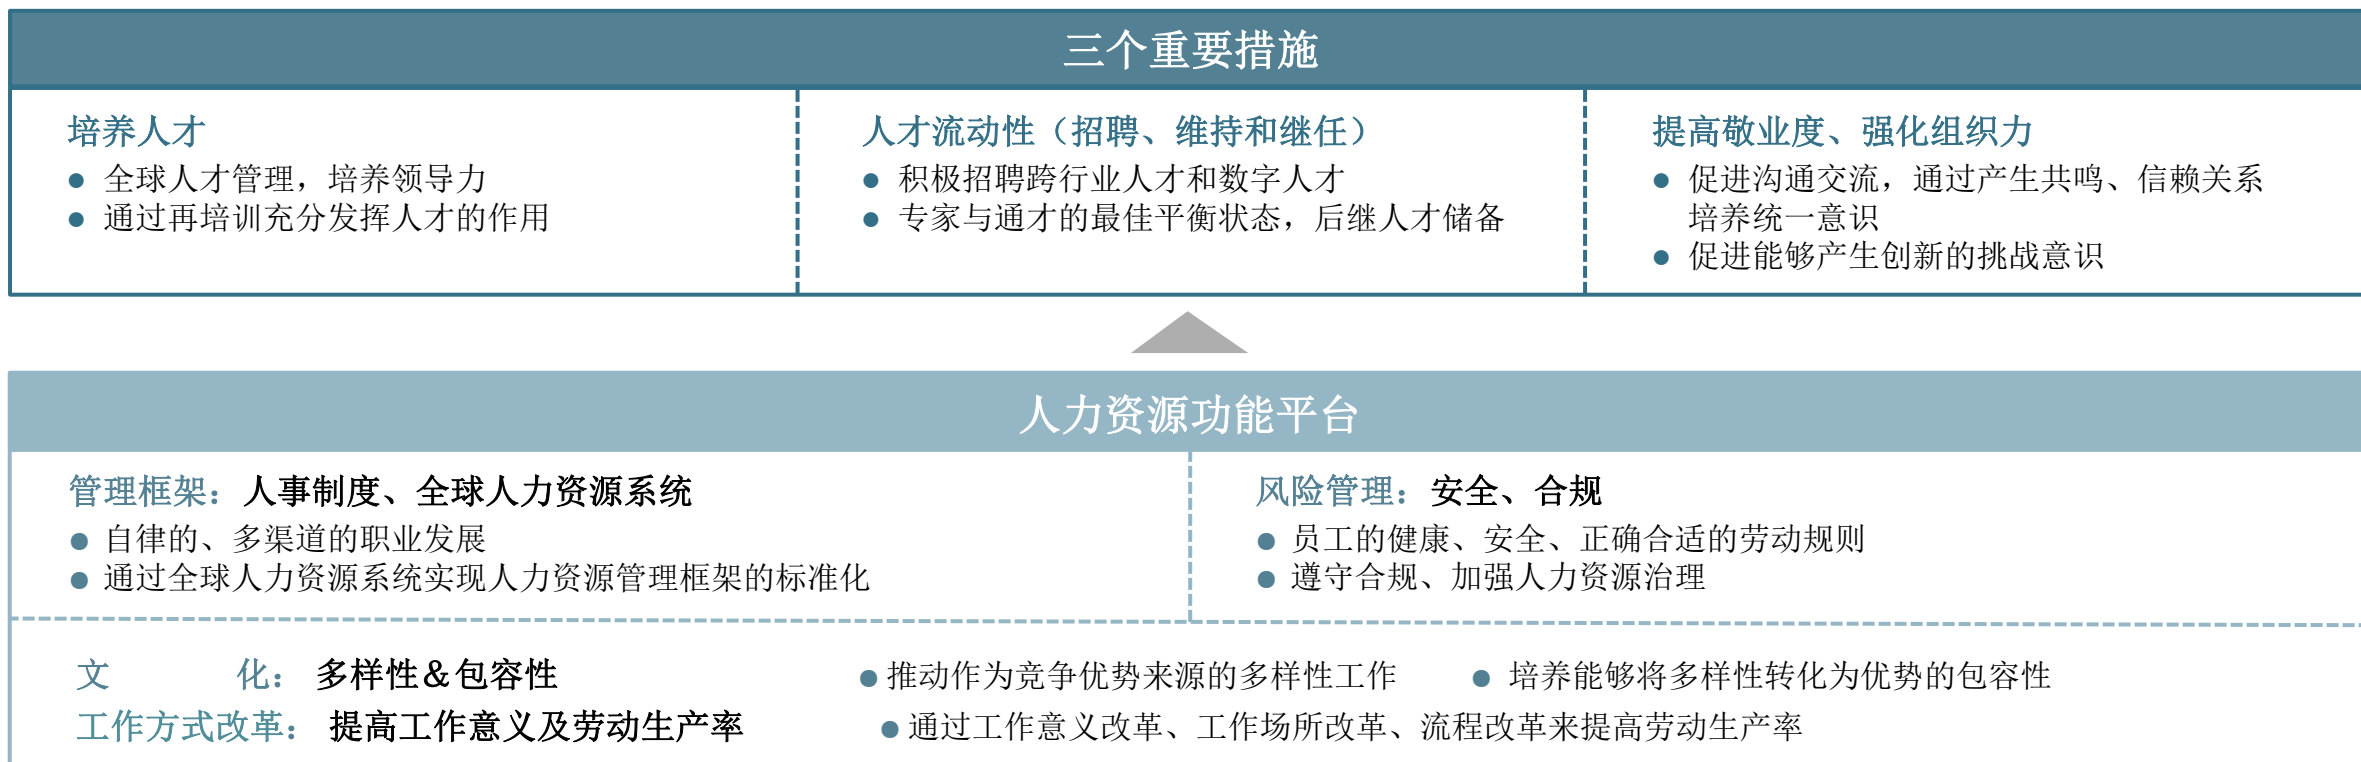 三个重要措施
培养人才
● 全球人才管理，培养领导力
● 通过再培训充分发挥人才的作用
人才流动性（招聘、维持和继任）
● 积极招聘跨行业人才和数字人才
● 专家与通才的最佳平衡状态，后继人才储备
提高敬业度、强化组织力
● 促进沟通交流，通过产生共鸣、信赖关系
培养统一意识
● 促进能够产生创新的挑战意识
人力资源功能平台
管理框架：人事制度、全球人力资源系统
● 自律的、多渠道的职业发展
● 通过全球人力资源系统实现人力资源管理框架的标准化
风险管理：安全、合规
● 员工的健康、安全、正确合适的劳动规则
● 遵守合规、加强人力资源治理
文 化：多样性＆包容性 ● 推动作为竞争优势来源的多样性工作 ● 培养能够将多样性转化为优势的包容性
工作方式改革：提高工作意义及劳动生产率 ● 通过工作意义改革、工作场所改革、流程改革来提高劳动生产率